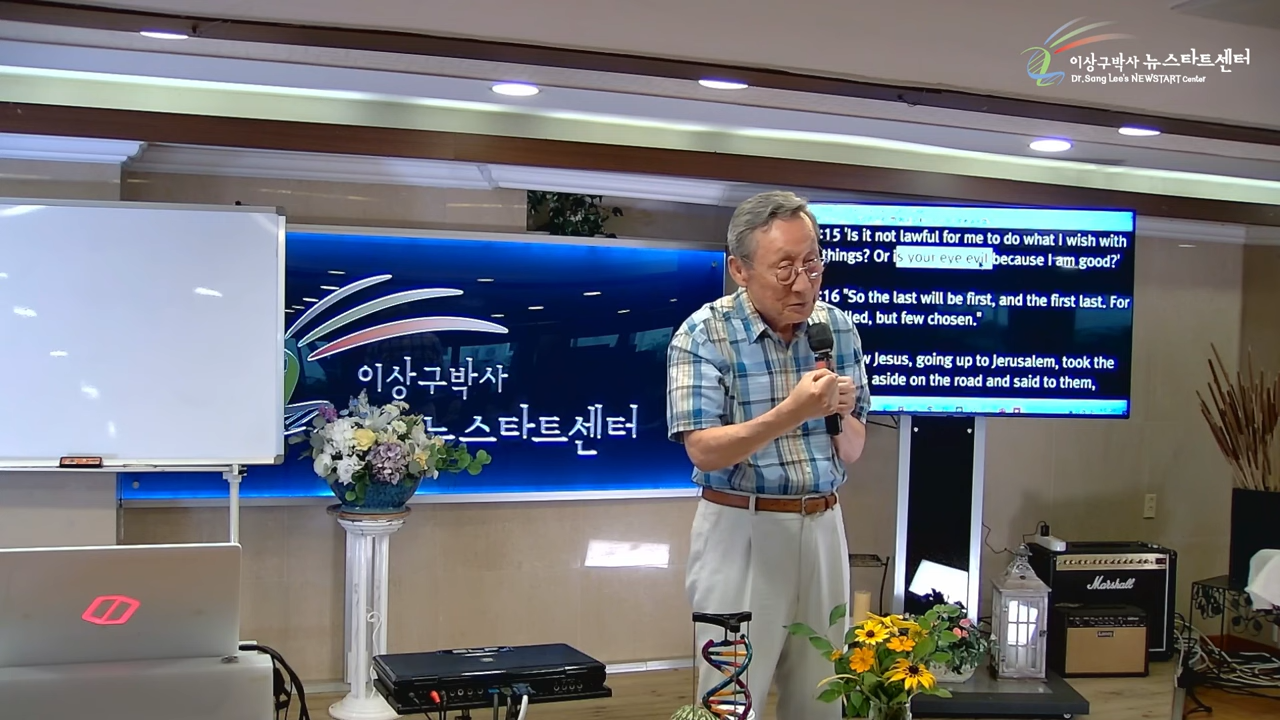 이상구박사 뉴스타트센터
Dr. Sang Lee's NEWSTART Center
:15 'Is it not lawful for me to do what I wish with
things? Or is your eye evil because I am good?'
:16 "So the last will be first, and the first last. For
led, but few chosen."
w Jesus, going up to Jerusalem, took the
aside on the road and said to them,
이상구박사
뉴스타트센터
Marshall
Laney